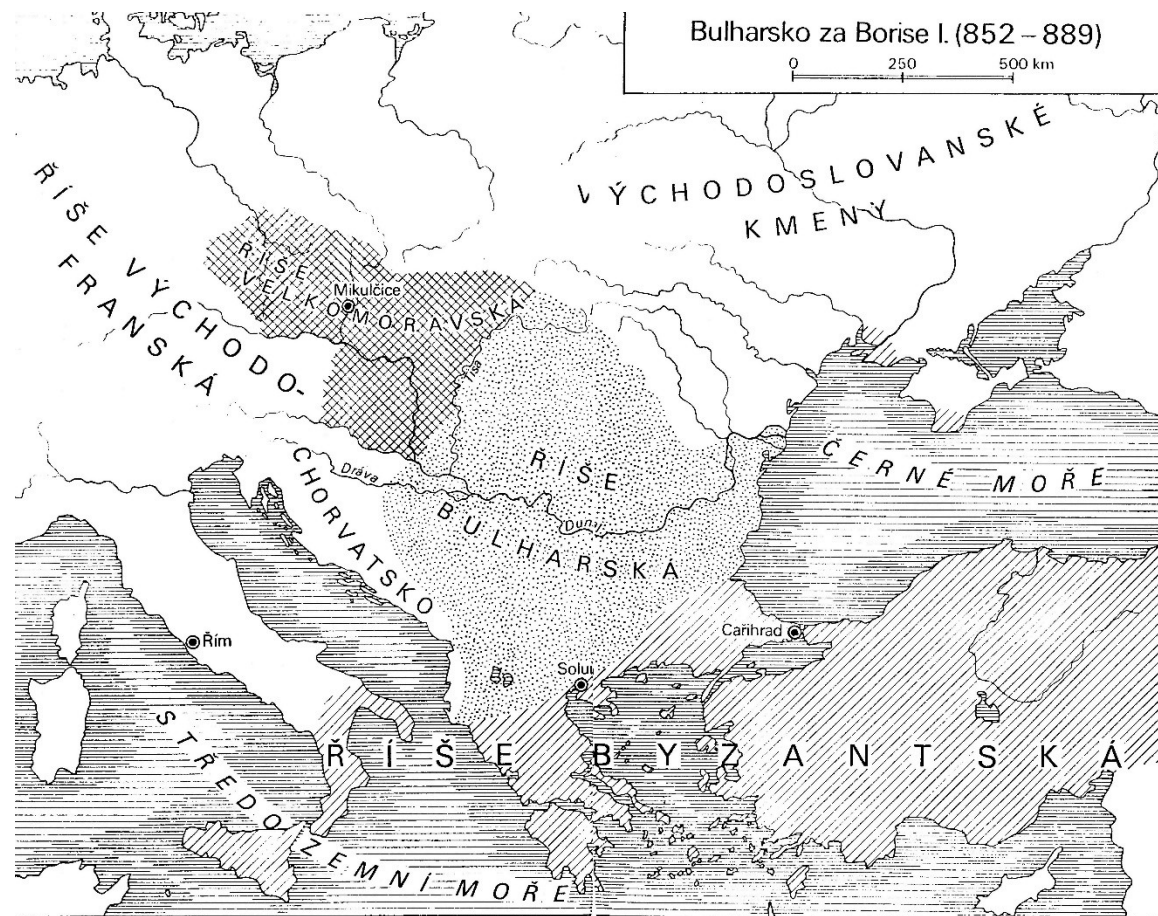 Bulharsko za Borise I. (852 – 889)
0 250 500 km
VÝCHODOSLOVANSKÉ
KMENY
ŘÍŠE VÝCHODO-
FRANSKÁ
ŘÍŠE
VELKOMORAVSKÁ
Mikulčice
Tisa
ŘÍŠE
BULHARSKÁ
Dráva
Dunaj
CHORVATSKO
ČERNÉ MOŘE
Řím
Cařihrad
Soluň
STŘEDOZEMNÍ MOŘE
ŘÍŠE BYZANTSKÁ